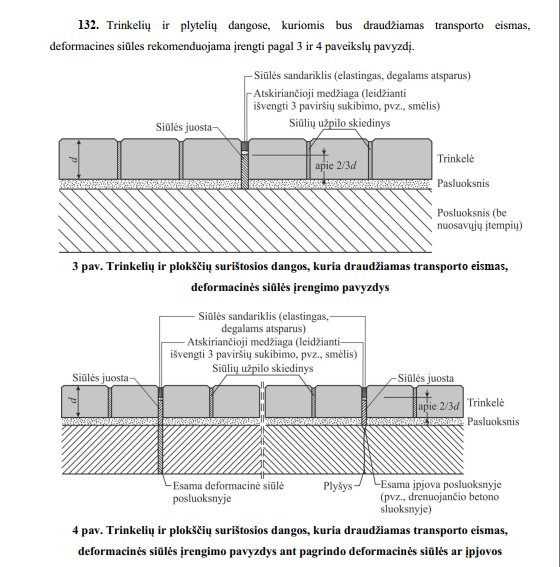 132. Trinkelių ir plytelių dangose, kuriomis bus draudžiamas transporto eismas,
deformacines siūles rekomenduojama įrengti pagal 3 ir 4 paveikslų pavyzdį.
Siūlės sandariklis (elastingas, degalams atsparus)
Atskiriančioji medžiaga (leidžianti
išvengti 3 paviršių sukibimo, pvz., smėlis)
Siūlės juosta
Siūlių užpilo skiedinys
d
apie 2/3d
Trinkelė
Pasluoksnis
Posluoksnis (be
nuosavųjų įtempių)
3 pav. Trinkelių ir plokščių surištosios dangos, kuria draudžiamas transporto eismas,
deformacinės siūlės įrengimo pavyzdys
Siūlės sandariklis (elastingas,
degalams atsparus)
Atskiriančioji medžiaga (leidžianti
išvengti 3 paviršių sukibimo, pvz., smėlis)
Siūlių užpilo skiedinys
Siūlės juosta
Siūlės juosta
d
apie 2/3d
Trinkelė
Pasluoksnis
Esama deformacinė siūlė
posluoksnyje
Plyšys
Esama įpjova posluoksnyje
(pvz., drenuojančio betono
sluoksnyje)
4 pav. Trinkelių ir plokščių surištosios dangos, kuria draudžiamas transporto eismas,
deformacinės siūlės įrengimo pavyzdys ant pagrindo deformacinės siūlės ar įpjovos